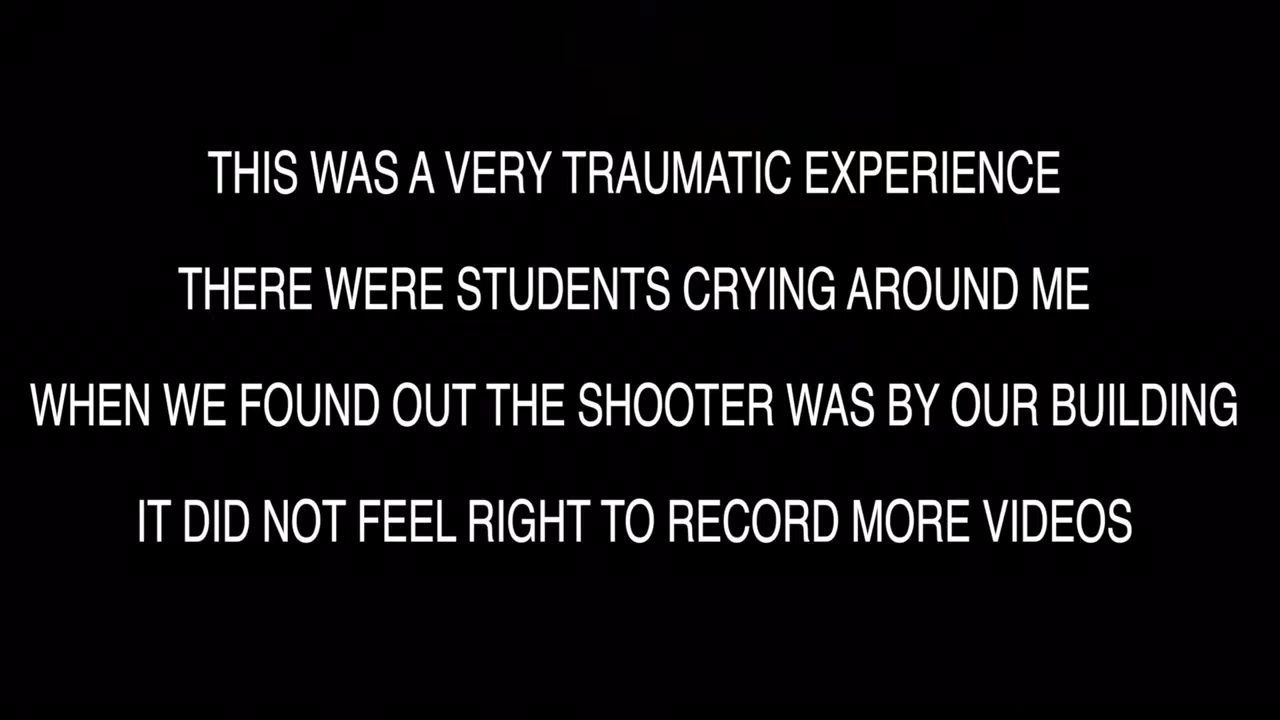 THIS WAS A VERY TRAUMATIC EXPERIENCE
THERE WERE STUDENTS CRYING AROUND ME
WHEN WE FOUND OUT THE SHOOTER WAS BY OUR BUILDING
IT DID NOT FEEL RIGHT TO RECORD MORE VIDEOS